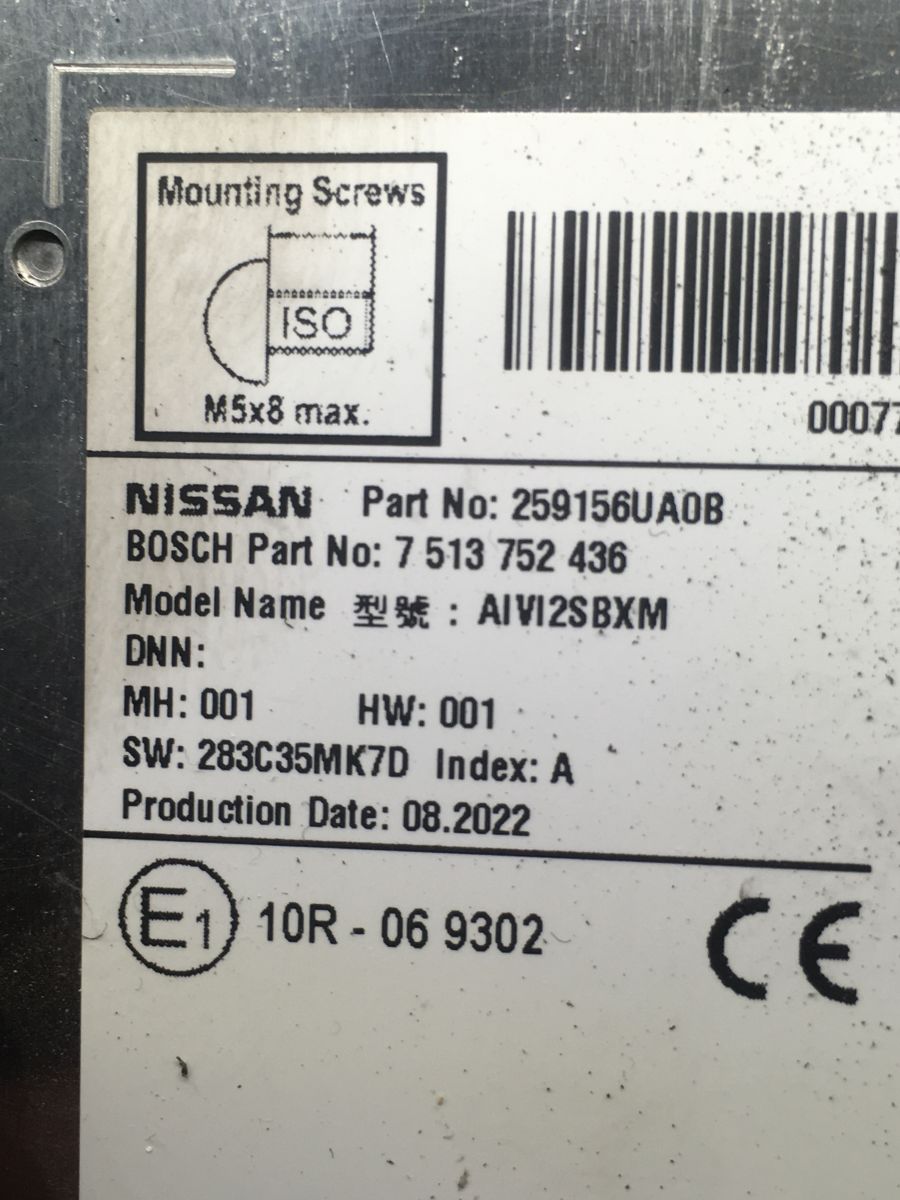 Mounting Screws
ISO
M5x8 max.
00077
NISSAN Part No: 259156UA0B
BOSCH Part No: 7 513 752 436
Model Name 型號 : AIVI2SBXM
DNN:
MH: 001 HW: 001
SW: 283C35MK7D Index: A
Production Date: 08.2022
E1 10R - 06 9302 CE